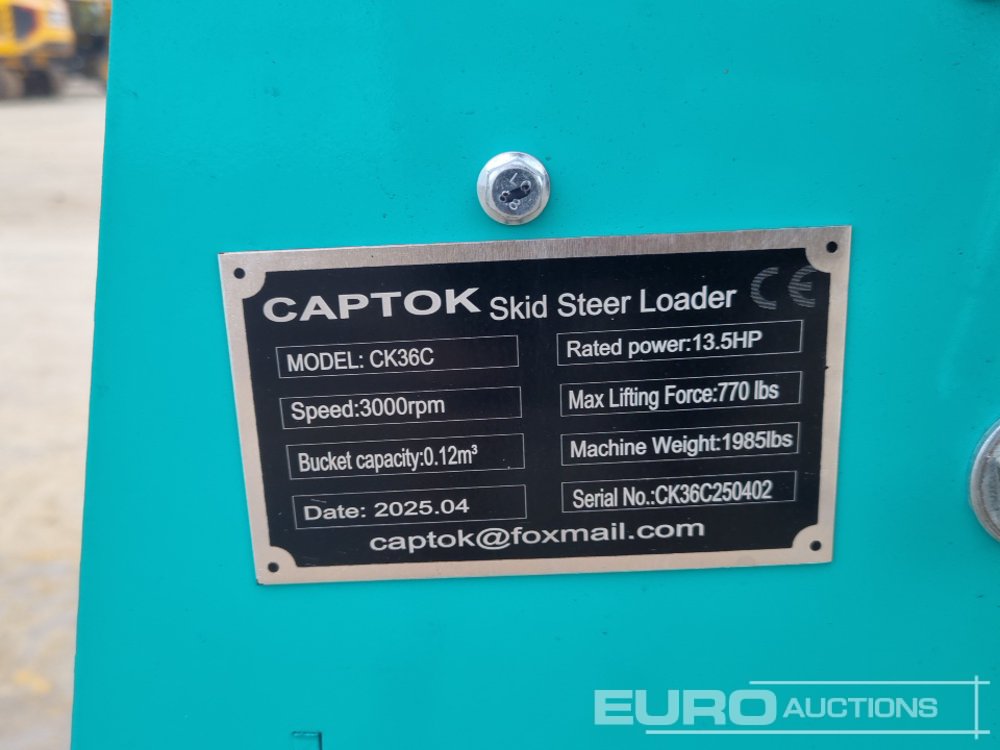 CAPTOK Skid Steer Loader CE
MODEL: CK36C
Rated power:13.5HP
Speed:3000rpm
Max Lifting Force:770 lbs
Bucket capacity:0.12m³
Machine Weight:1985lbs
Date: 2025.04
Serial No.:CK36C250402
captok@foxmail.com
EURO AUCTIONS